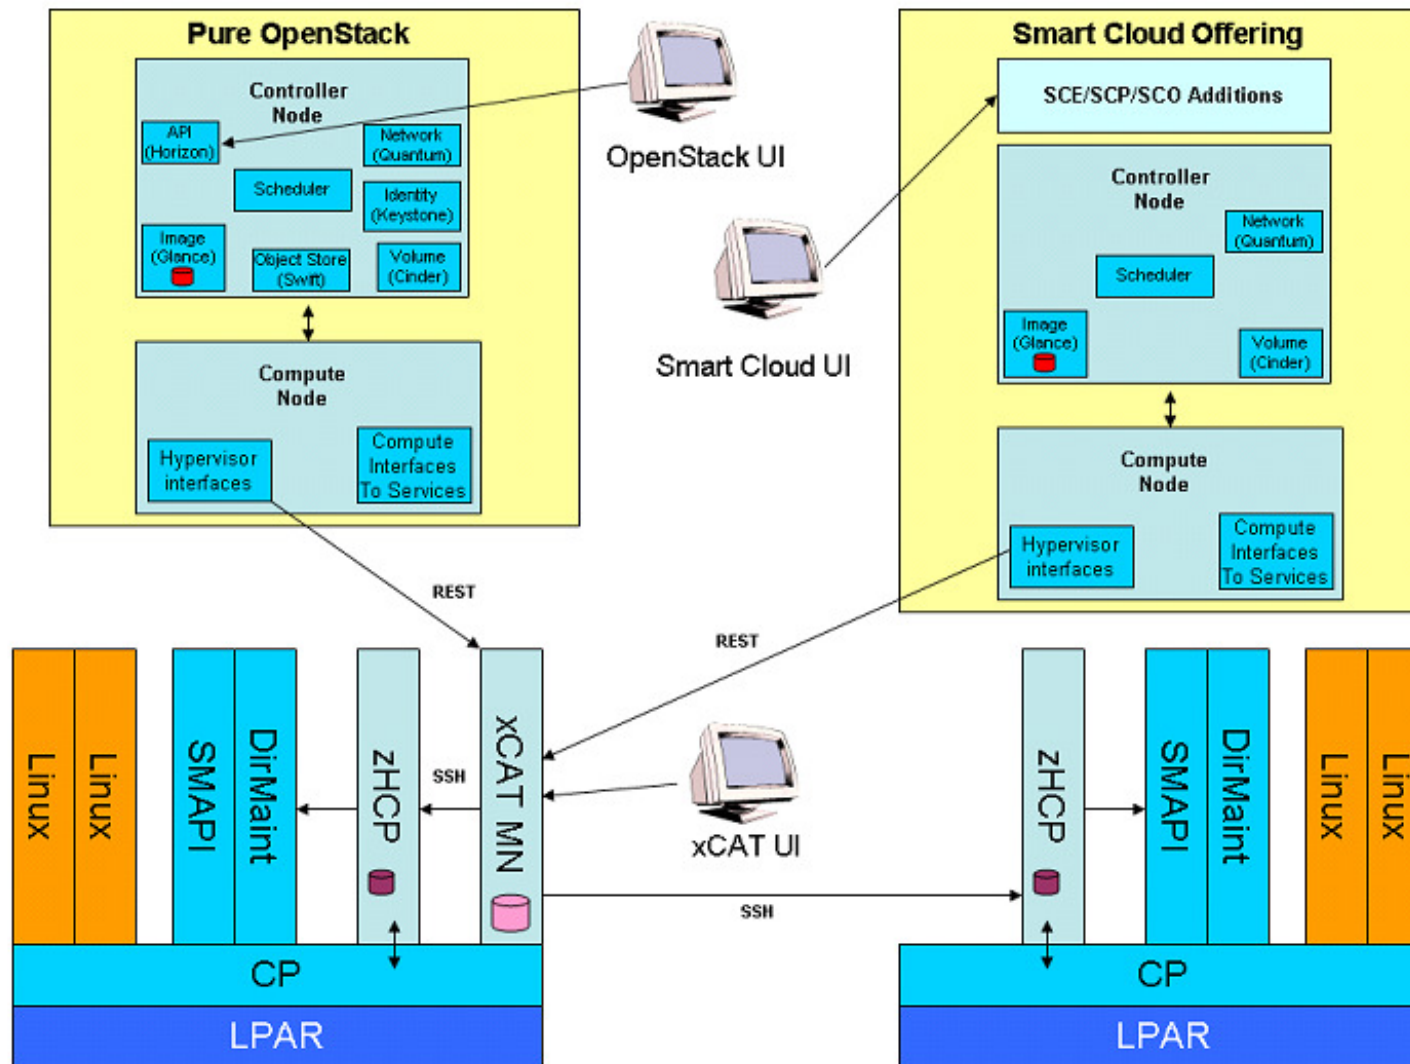 Pure OpenStack
Controller
Node
API
(Horizon)
Network
(Quantum)
Scheduler
Identity
(Keystone)
Image
(Glance)
Object Store
(Swift)
Volume
(Cinder)
Compute
Node
Hypervisor
interfaces
Compute
Interfaces
To Services
OpenStack UI
Smart Cloud UI
Smart Cloud Offering
SCE/SCP/SCO Additions
Controller
Node
Network
(Quantum)
Scheduler
Image
(Glance)
Volume
(Cinder)
Compute
Node
Hypervisor
interfaces
Compute
Interfaces
To Services
REST
REST
Linux
Linux
SMAPI
DirMaint
zHCP
SSH
xCAT MN
xCAT UI
SSH
zHCP
SMAPI
DirMaint
Linux
Linux
CP
LPAR
CP
LPAR